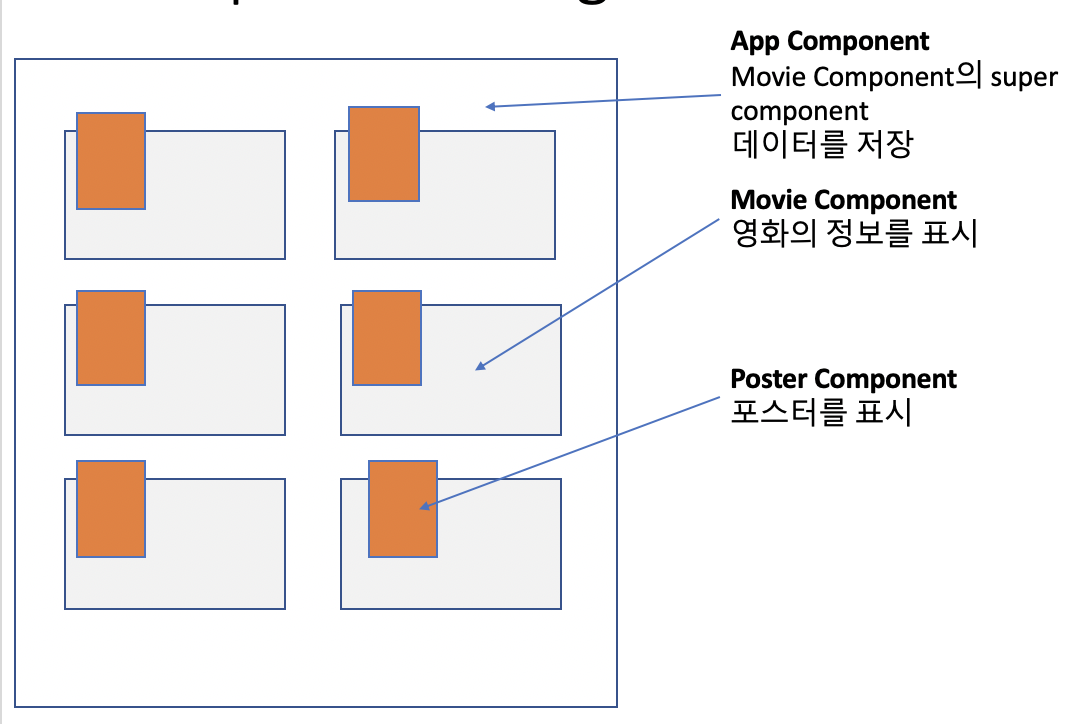 App Component
Movie Component의 super
component
데이터를 저장
Movie Component
영화의 정보를 표시
Poster Component
포스터를 표시